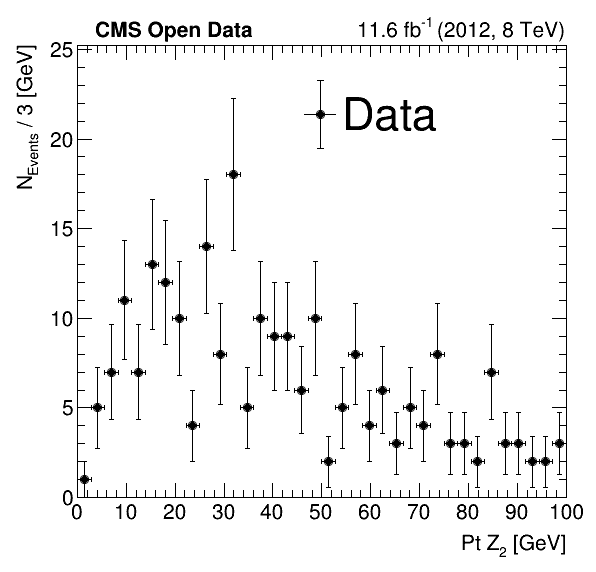 CMS Open Data 11.6 fb⁻¹ (2012, 8 TeV)
N_Events / 3 [GeV]
25
20
15
10
5
0
Data
0 10 20 30 40 50 60 70 80 90 100
Pt Z₂ [GeV]